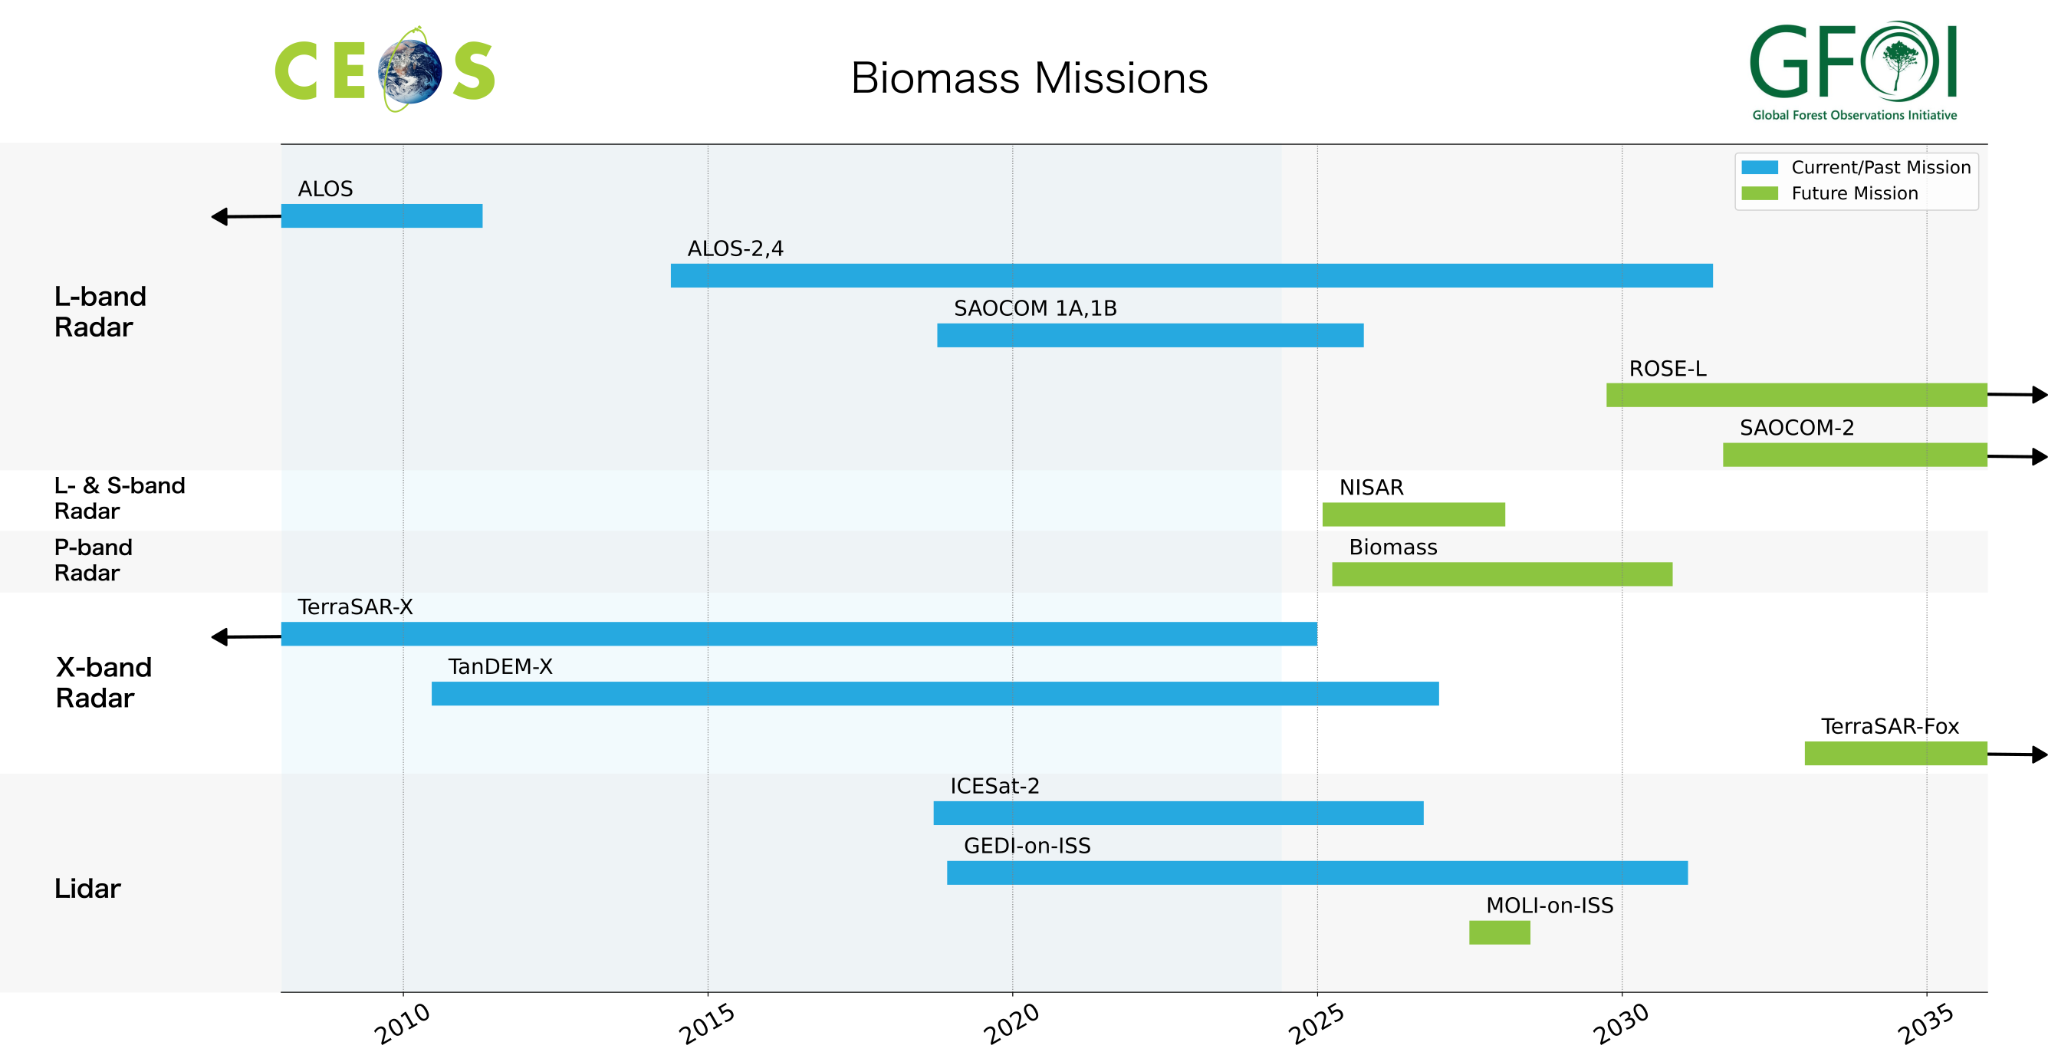 CEOS
Biomass Missions
GFOI
Global Forest Observations Initiative
Current/Past Mission
Future Mission
L-band
Radar
ALOS
ALOS-2,4
SAOCOM 1A,1B
ROSE-L
SAOCOM-2
L- & S-band
Radar
NISAR
P-band
Radar
Biomass
X-band
Radar
TerraSAR-X
TanDEM-X
TerraSAR-Fox
Lidar
ICESat-2
GEDI-on-ISS
MOLI-on-ISS
2010
2015
2020
2025
2030
2035